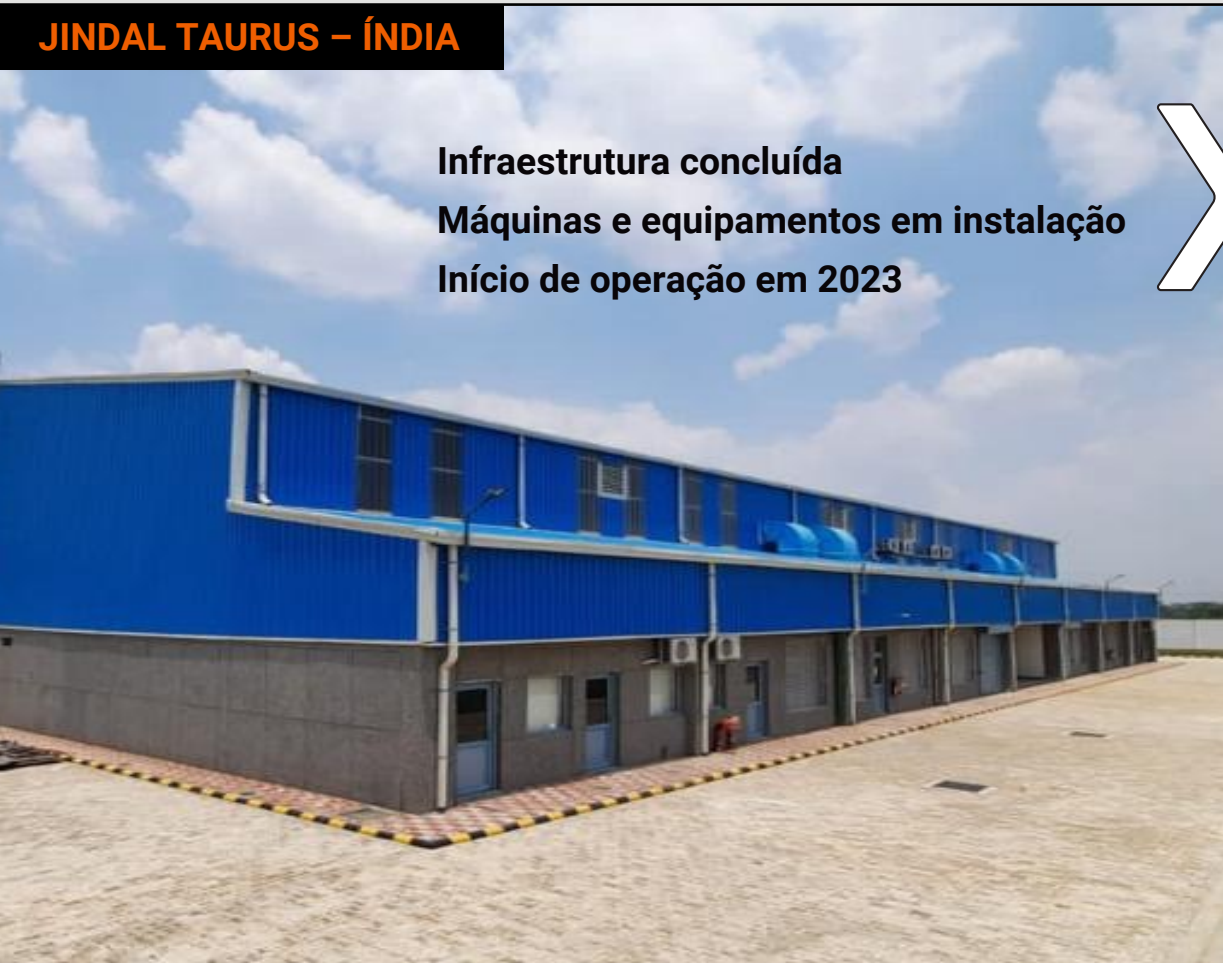 JINDAL TAURUS – ÍNDIA
Infraestrutura concluída
Máquinas e equipamentos em instalação
Início de operação em 2023